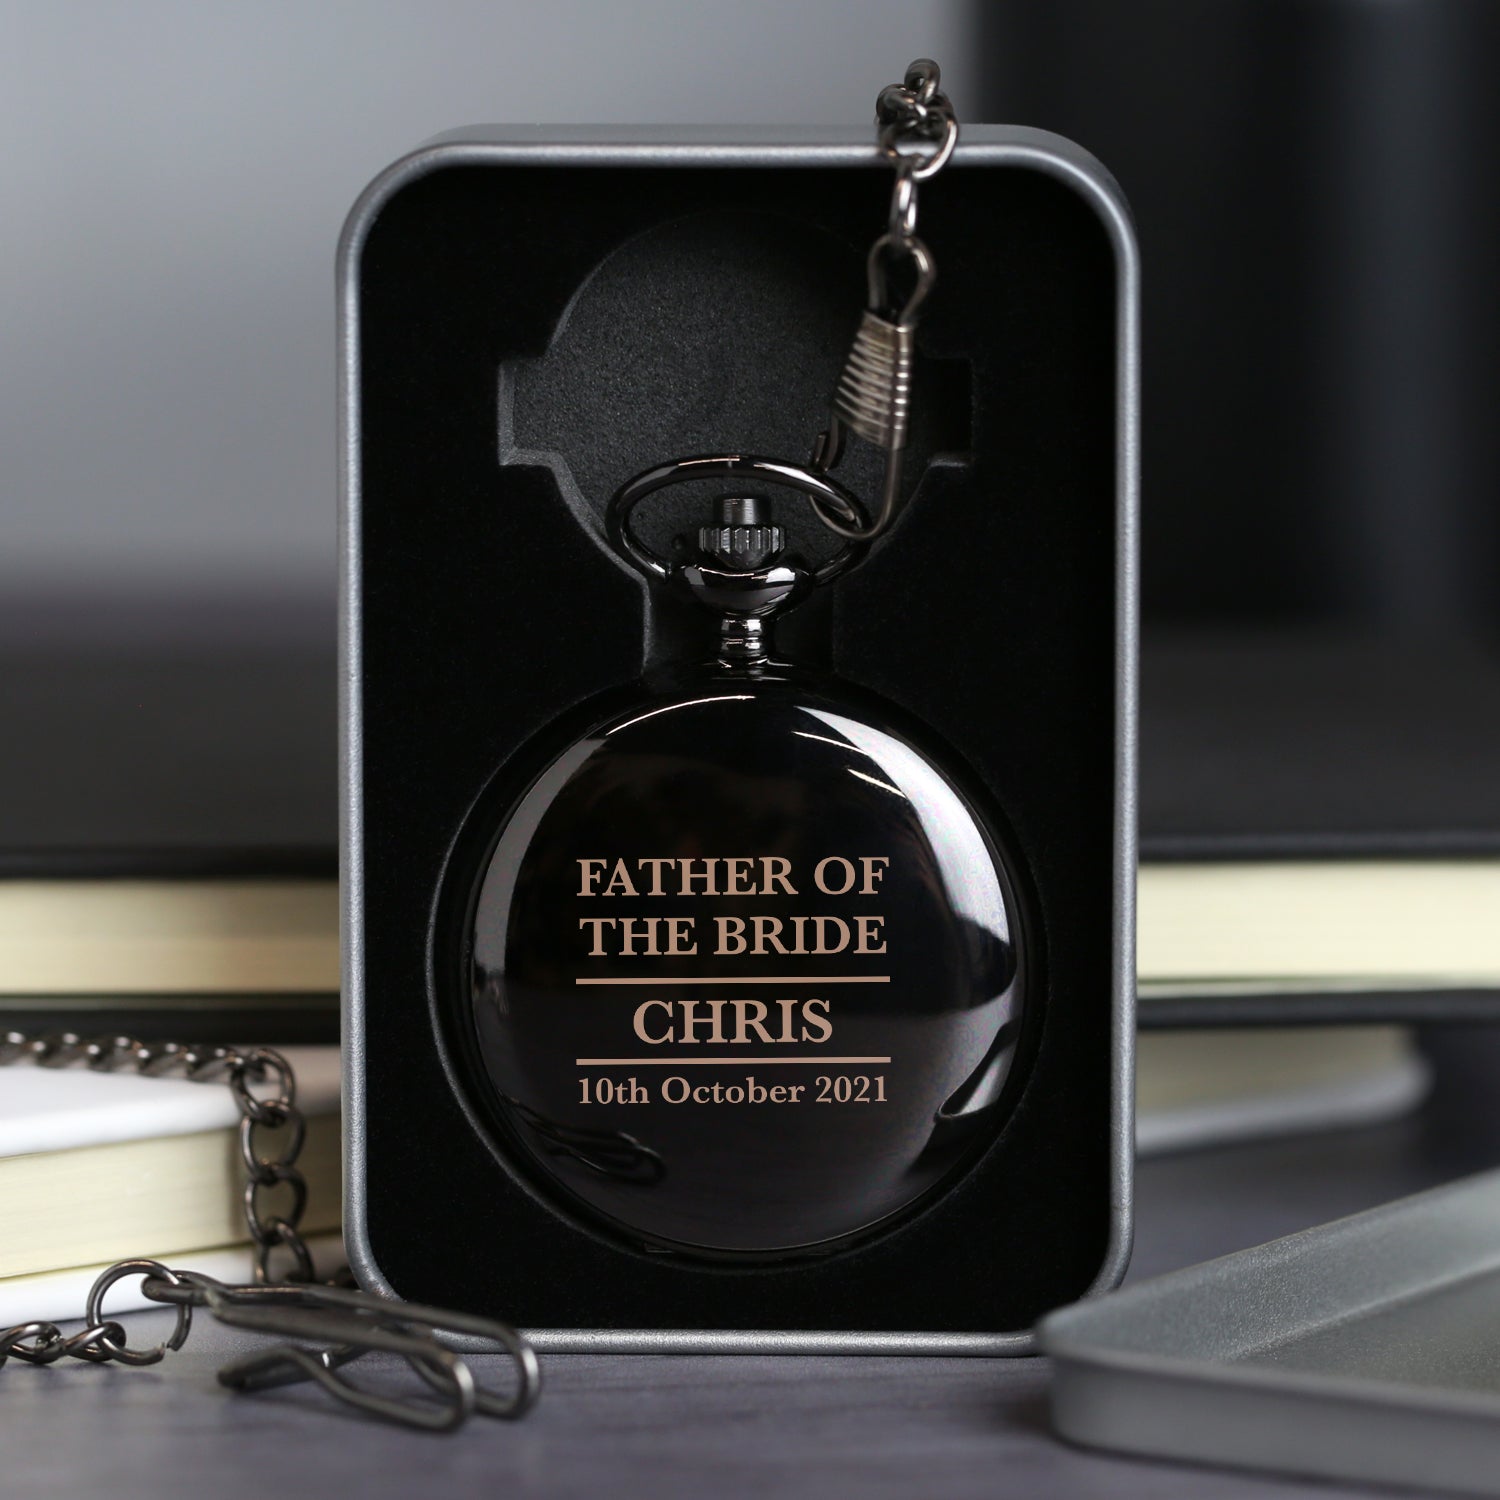 FATHER OF
THE BRIDE
CHRIS
10th October 2021